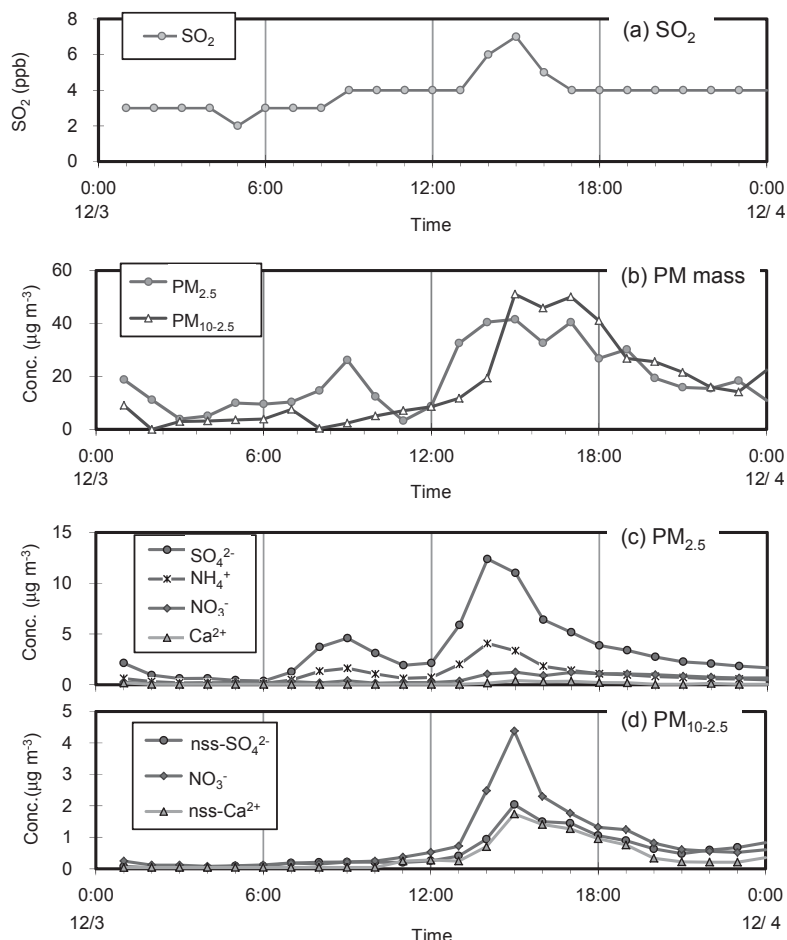 (a) SO₂
SO₂
SO₂ (ppb)
8
6
4
2
0
0:00 6:00 12:00 18:00 0:00
12/3 12/ 4
Time
(b) PM mass
PM₂.₅
PM₁₀₋₂.₅
Conc. (µg m⁻³)
60
40
20
0
0:00 6:00 12:00 18:00 0:00
12/3 12/ 4
Time
(c) PM₂.₅
SO₄²⁻
NH₄⁺
NO₃⁻
Ca²⁺
Conc. (µg m⁻³)
15
10
5
0
(d) PM₁₀₋₂.₅
nss-SO₄²⁻
NO₃⁻
nss-Ca²⁺
Conc.(µg m⁻³)
5
4
3
2
1
0
0:00 6:00 12:00 18:00 0:00
12/3 12/ 4
Time